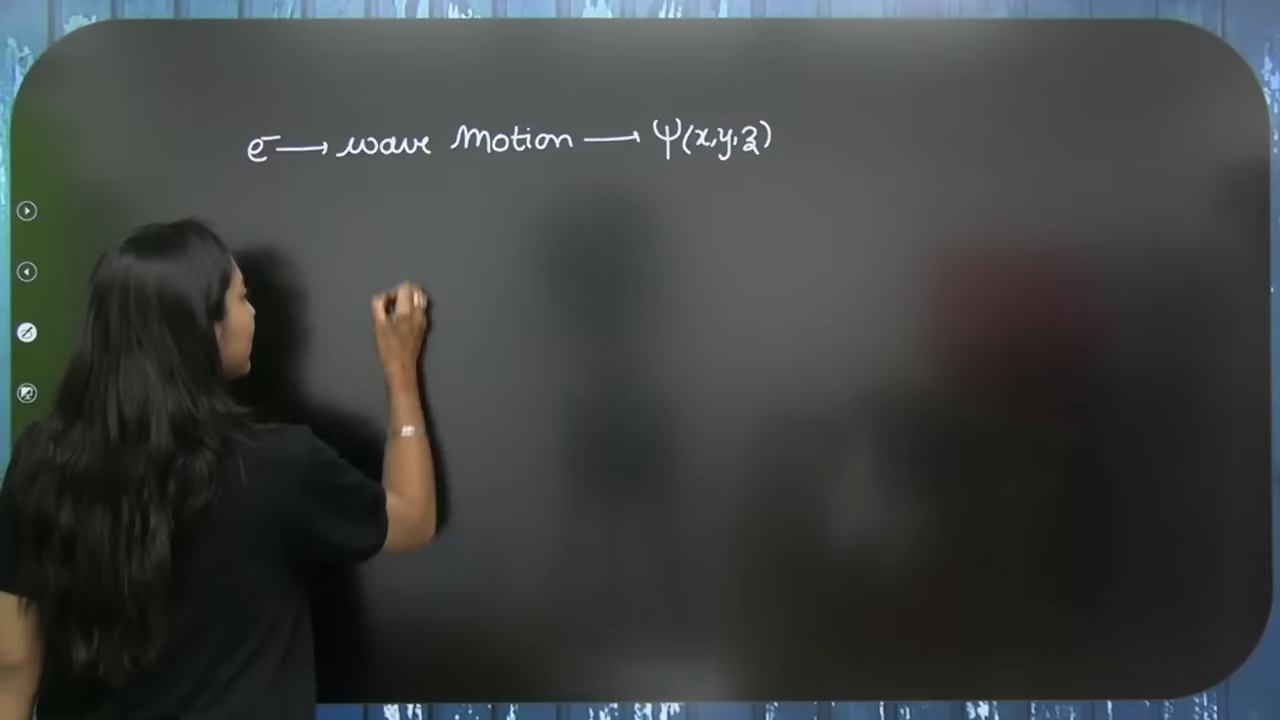 e⁻ → wave Motion → Ψ(x,y,z)